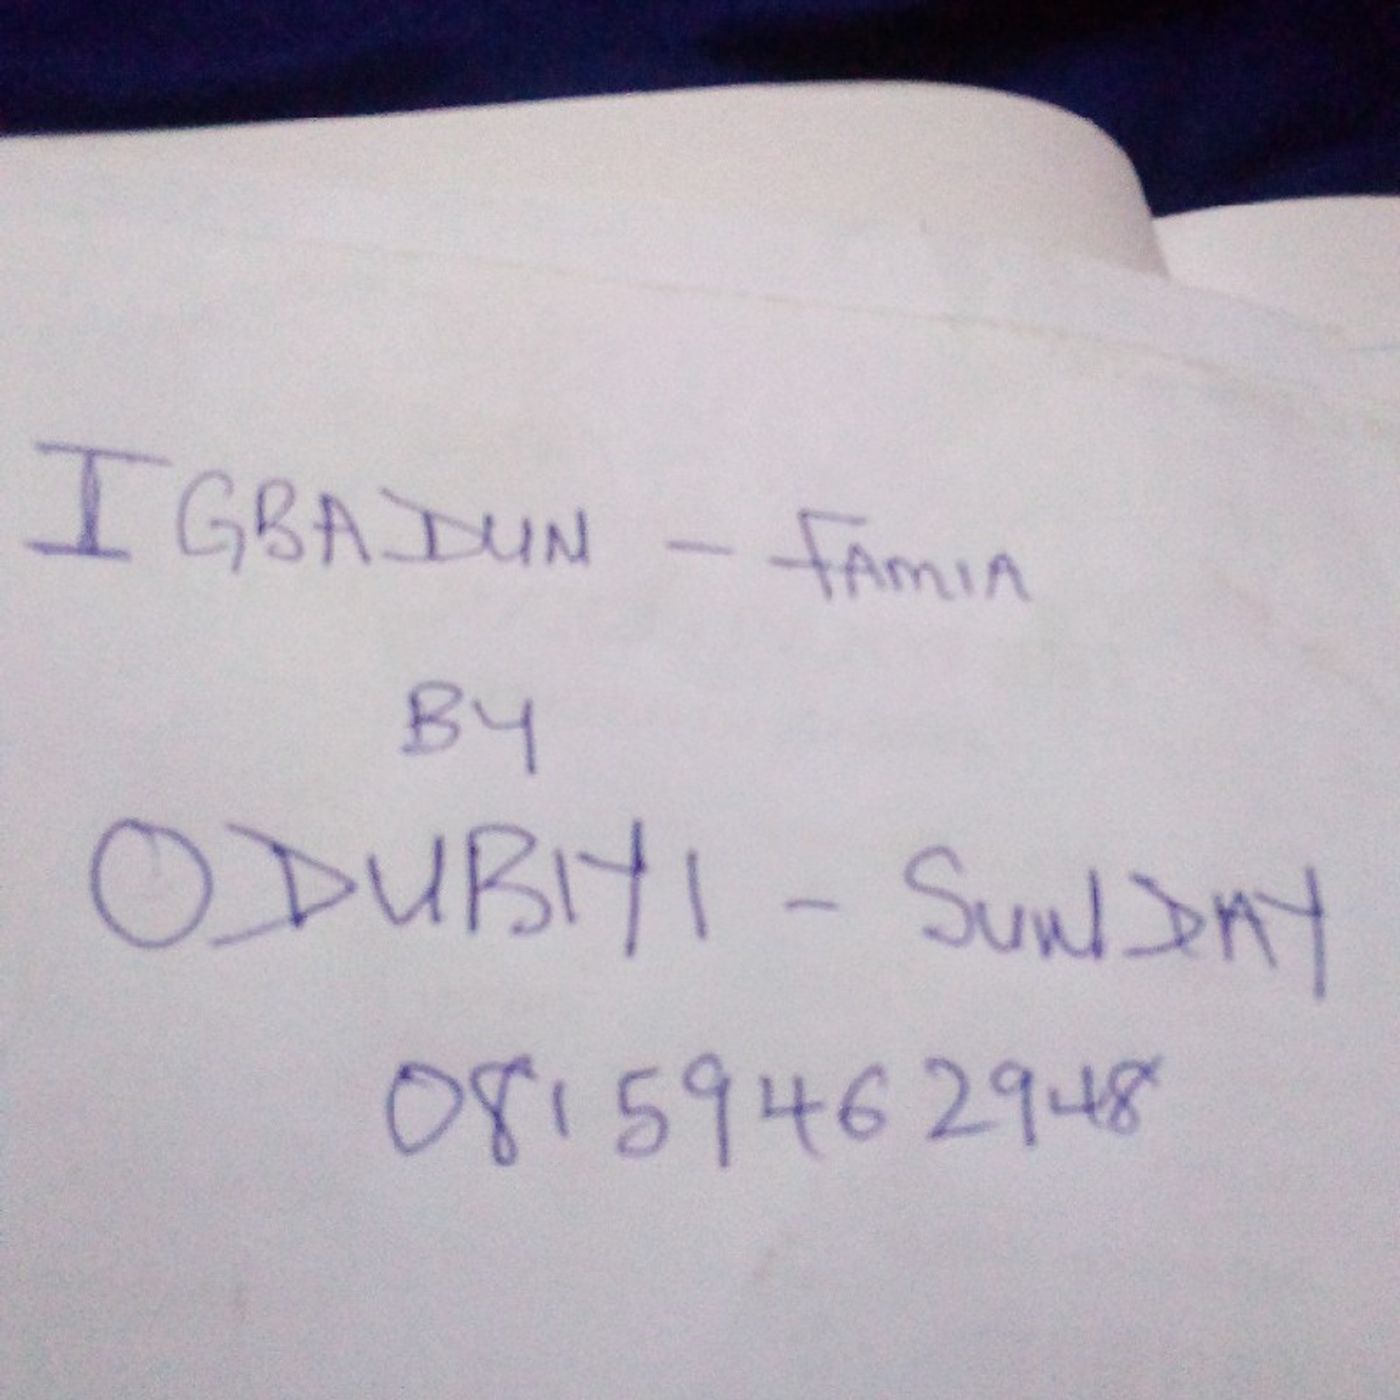 IGBADUN - FAMIA
BY
ODUBIYI - SUNDAY
08159462948